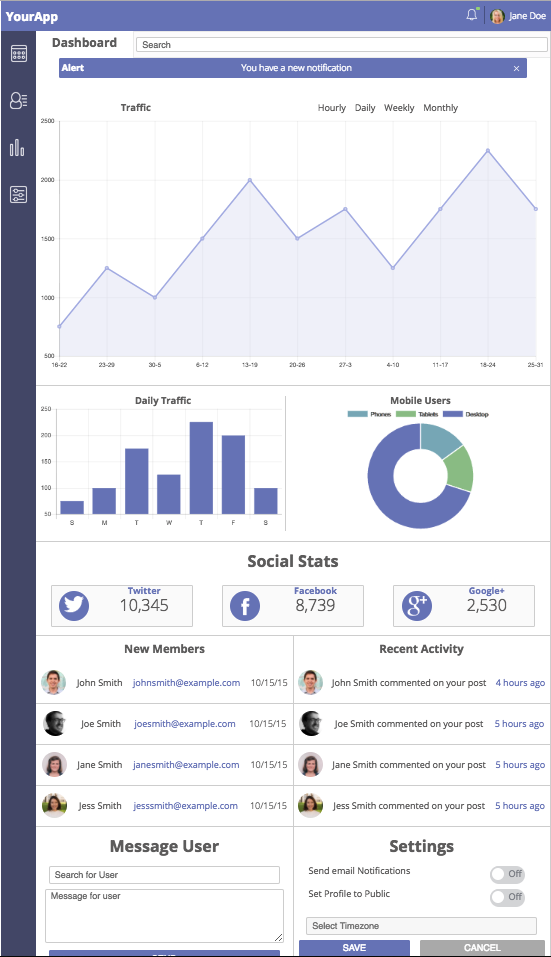 YourApp
Jane Doe
Dashboard
Search
Alert You have a new notification ×
Traffic Hourly Daily Weekly Monthly
2500
2000
1500
1000
500
16-22 23-29 30-5 6-12 13-19 20-26 27-3 4-10 11-17 18-24 25-31
Daily Traffic
250
200
150
100
50
S M T W T F S
Mobile Users
Phones Tablets Desktop
Social Stats
Twitter
10,345
Facebook
8,739
Google+
2,530
New Members
John Smith johnsmith@example.com 10/15/15
Joe Smith joesmith@example.com 10/15/15
Jane Smith janesmith@example.com 10/15/15
Jess Smith jesssmith@example.com 10/15/15
Recent Activity
John Smith commented on your post 4 hours ago
Joe Smith commented on your post 5 hours ago
Jane Smith commented on your post 5 hours ago
Jess Smith commented on your post 5 hours ago
Message User
Search for User
Message for user
Settings
Send email Notifications Off
Set Profile to Public Off
Select Timezone
SAVE CANCEL